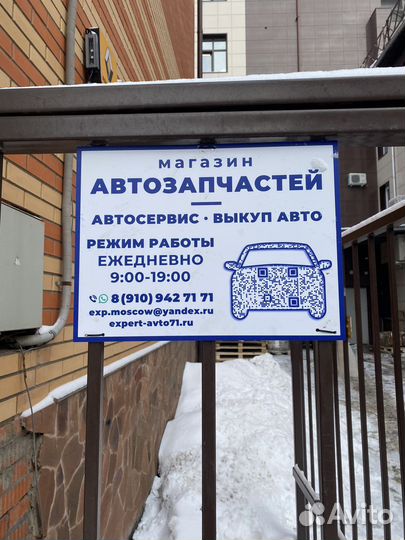 магазин
АВТОЗАПЧАСТЕЙ
АВТОСЕРВИС · ВЫКУП АВТО
РЕЖИМ РАБОТЫ
ЕЖЕДНЕВНО
9:00-19:00
8(910) 942 71 71
exp.moscow@yandex.ru
expert-avto71.ru
Avito